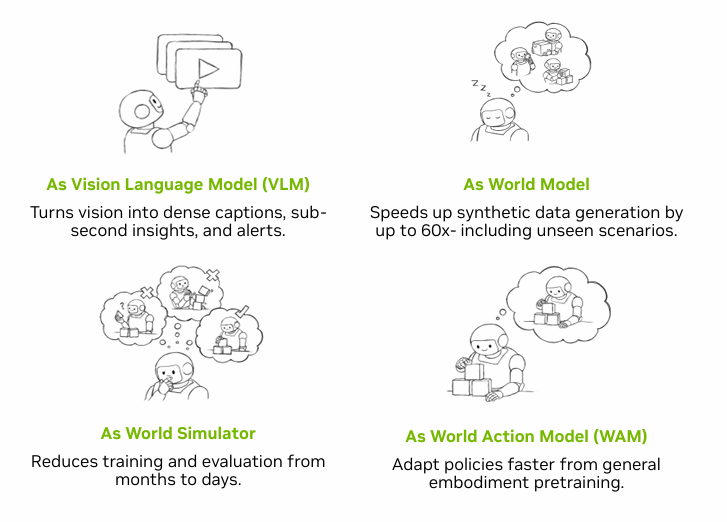 z z z
As Vision Language Model (VLM)
Turns vision into dense captions, sub-
second insights, and alerts.
As World Model
Speeds up synthetic data generation by
up to 60x- including unseen scenarios.
?
As World Simulator
Reduces training and evaluation from
months to days.
As World Action Model (WAM)
Adapt policies faster from general
embodiment pretraining.